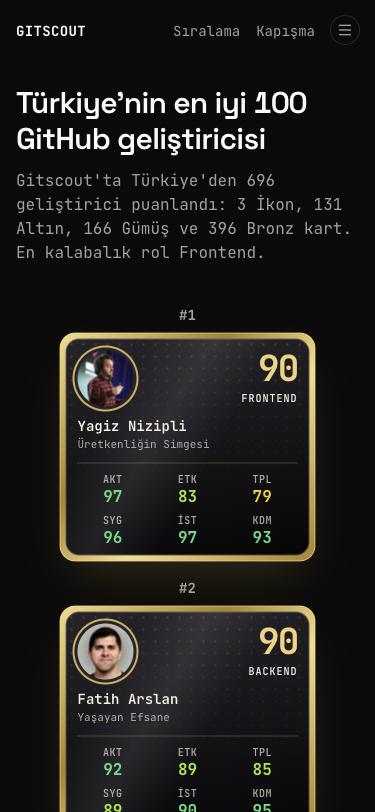 GITSCOUT
Sıralama Kapışma
Türkiye'nin en iyi 100
GitHub geliştiricisi
Gitscout'ta Türkiye'den 696
geliştirici puanlandı: 3 İkon, 131
Altın, 166 Gümüş ve 396 Bronz kart.
En kalabalık rol Frontend.
#1
90
FRONTEND
Yagiz Nizipli
Üretkenliğin Simgesi
AKT ETK TPL
97 83 79
SYG İST KDM
96 97 93
#2
90
BACKEND
Fatih Arslan
Yaşayan Efsane
AKT ETK TPL
92 89 85
SYG İST KDM
89 90 95